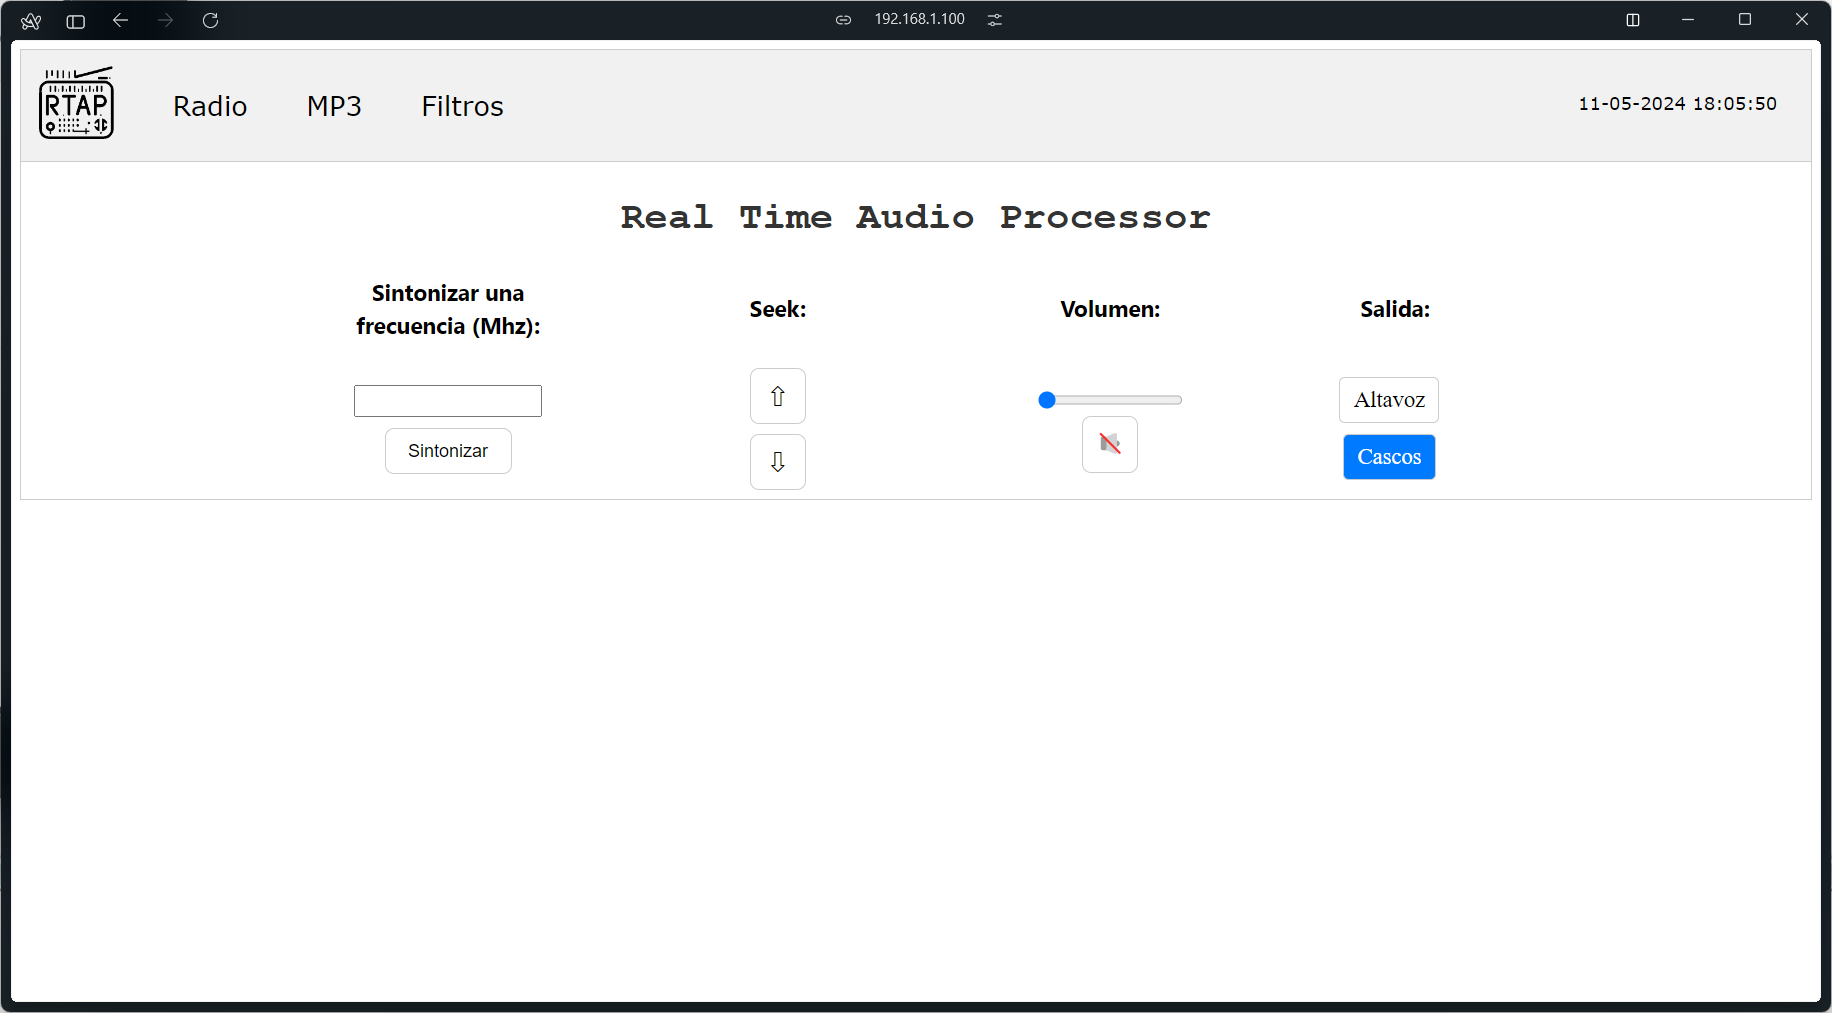 192.168.1.100
RTAP
Radio
MP3
Filtros
11-05-2024 18:05:50
Real Time Audio Processor
Sintonizar una
frecuencia (Mhz):
Seek:
Volumen:
Salida:
Sintonizar
Altavoz
Cascos